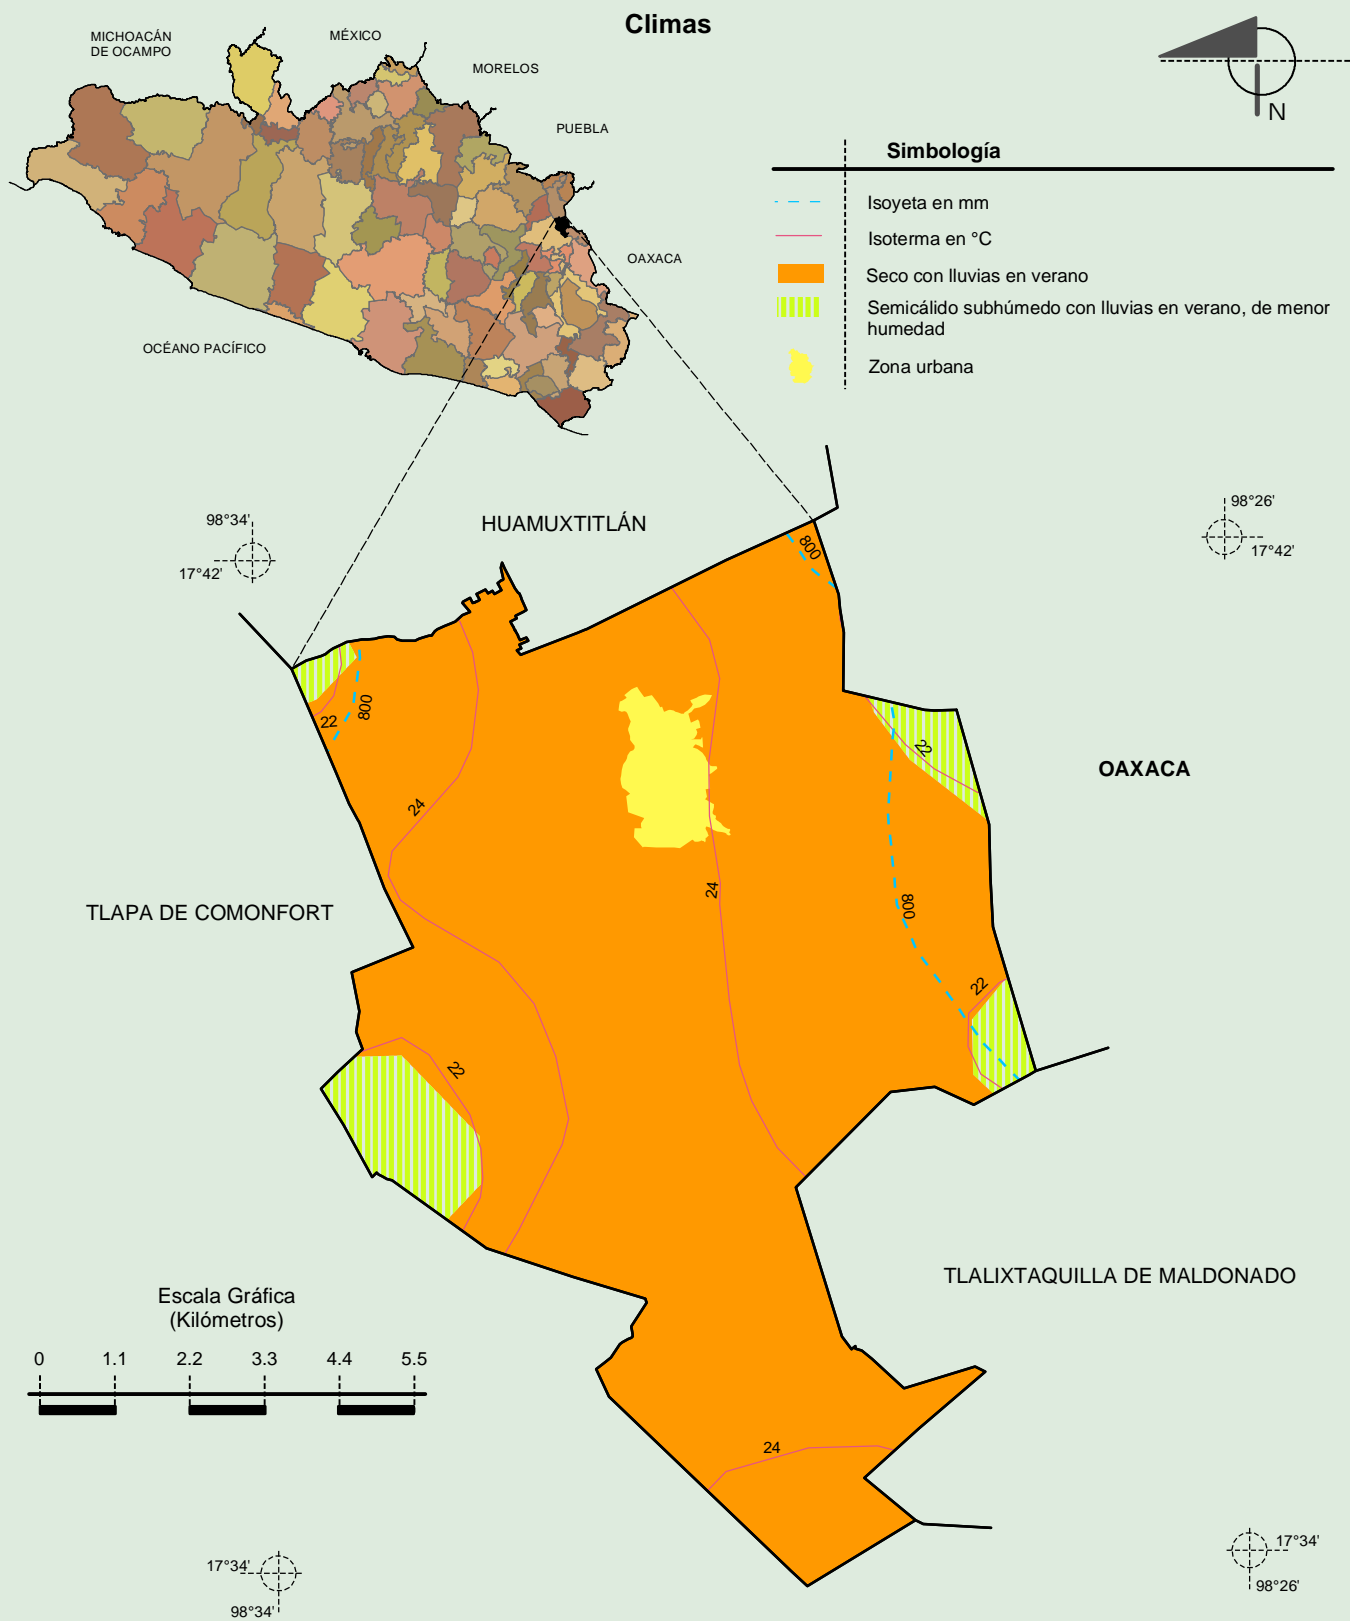 Climas
MICHOACÁN
DE OCAMPO
MÉXICO
MORELOS
PUEBLA
OAXACA
OCÉANO PACÍFICO
N
Simbología
Isoyeta en mm
Isoterma en °C
Seco con lluvias en verano
Semicálido subhúmedo con lluvias en verano, de menor
humedad
Zona urbana
98°34'
17°42'
98°26'
17°42'
HUAMUXTITLÁN
800
22
800
22
OAXACA
24
24
800
TLAPA DE COMONFORT
22
22
TLALIXTAQUILLA DE MALDONADO
Escala Gráfica
(Kilómetros)
0 1.1 2.2 3.3 4.4 5.5
24
17°34'
98°34'
17°34'
98°26'